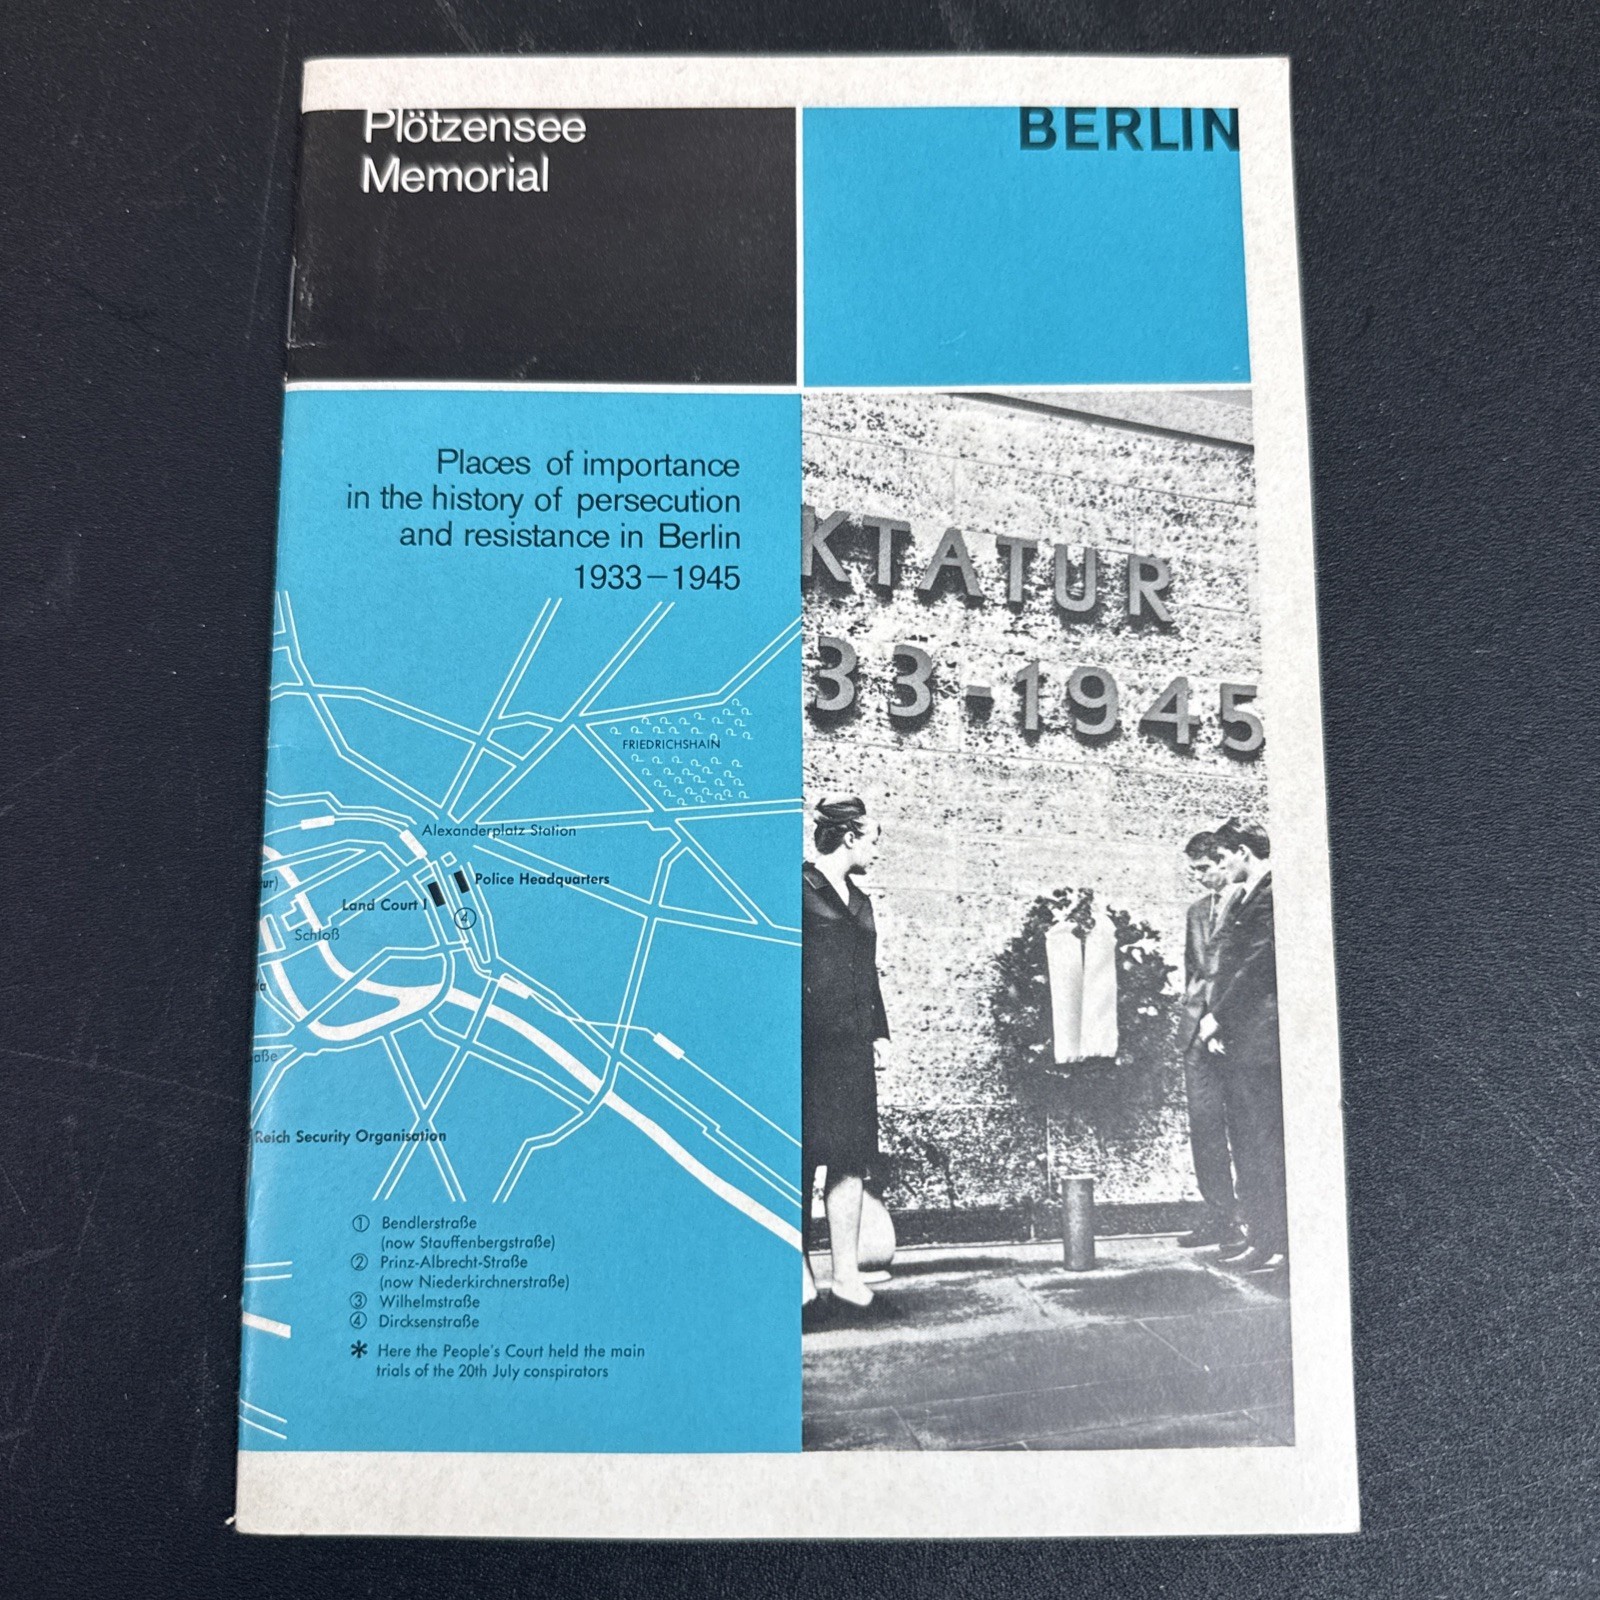 Plötzensee
Memorial
BERLIN
Places of importance
in the history of persecution
and resistance in Berlin
1933–1945
KTATUR
33-1945
FRIEDRICHSHAIN
Alexanderplatz Station
Police Headquarters
ur)
Land Court I
4
Schloß
aße
Reich Security Organisation
① Bendlerstraße
(now Stauffenbergstraße)
② Prinz-Albrecht-Straße
(now Niederkirchnerstraße)
③ Wilhelmstraße
④ Dircksenstraße
* Here the People's Court held the main
trials of the 20th July conspirators